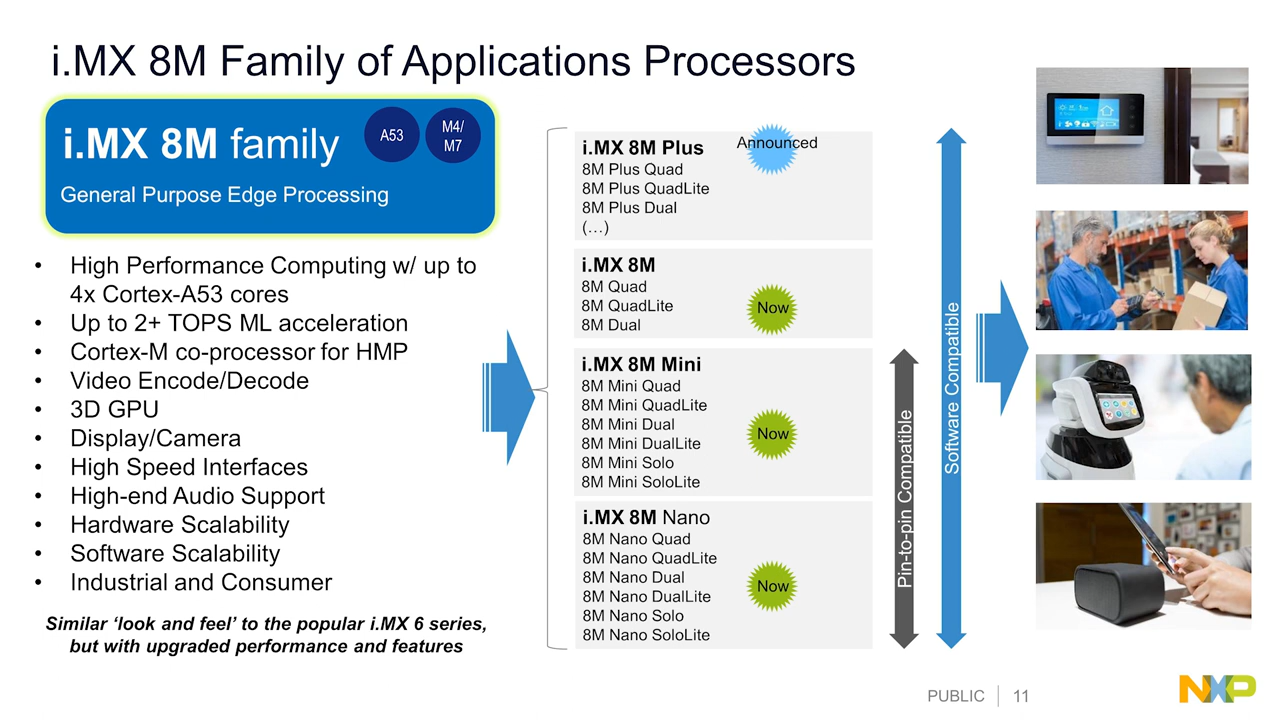 i.MX 8M Family of Applications Processors
i.MX 8M family
A53
M4/
M7
General Purpose Edge Processing
• High Performance Computing w/ up to
4x Cortex-A53 cores
• Up to 2+ TOPS ML acceleration
• Cortex-M co-processor for HMP
• Video Encode/Decode
• 3D GPU
• Display/Camera
• High Speed Interfaces
• High-end Audio Support
• Hardware Scalability
• Software Scalability
• Industrial and Consumer
Similar ‘look and feel’ to the popular i.MX 6 series,
but with upgraded performance and features
i.MX 8M Plus
Announced
8M Plus Quad
8M Plus QuadLite
8M Plus Dual
(…)
i.MX 8M
8M Quad
8M QuadLite
8M Dual
Now
i.MX 8M Mini
8M Mini Quad
8M Mini QuadLite
8M Mini Dual
8M Mini DualLite
8M Mini Solo
8M Mini SoloLite
Now
i.MX 8M Nano
8M Nano Quad
8M Nano QuadLite
8M Nano Dual
8M Nano DualLite
8M Nano Solo
8M Nano SoloLite
Now
Pin-to-pin Compatible
Software Compatible
PUBLIC
11
NXP